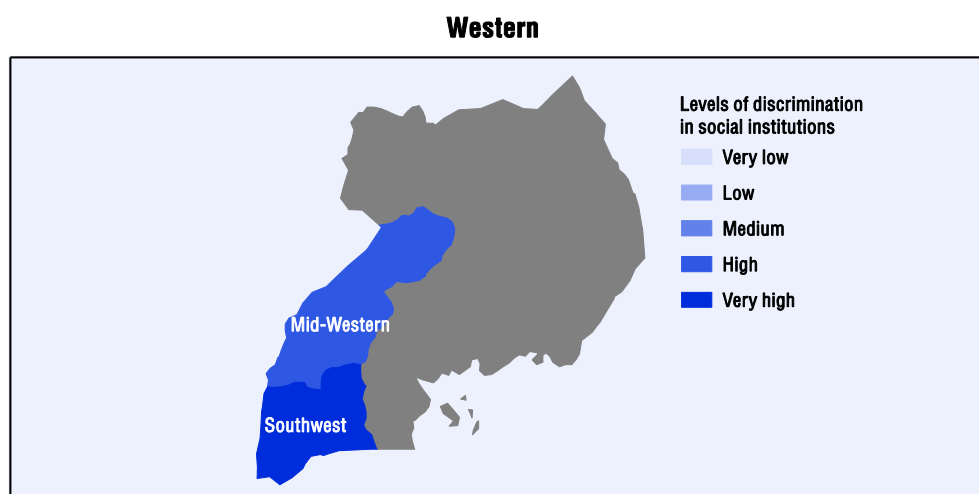 Western
Levels of discrimination
in social institutions
Very low
Low
Medium
High
Very high
Mid-Western
Southwest